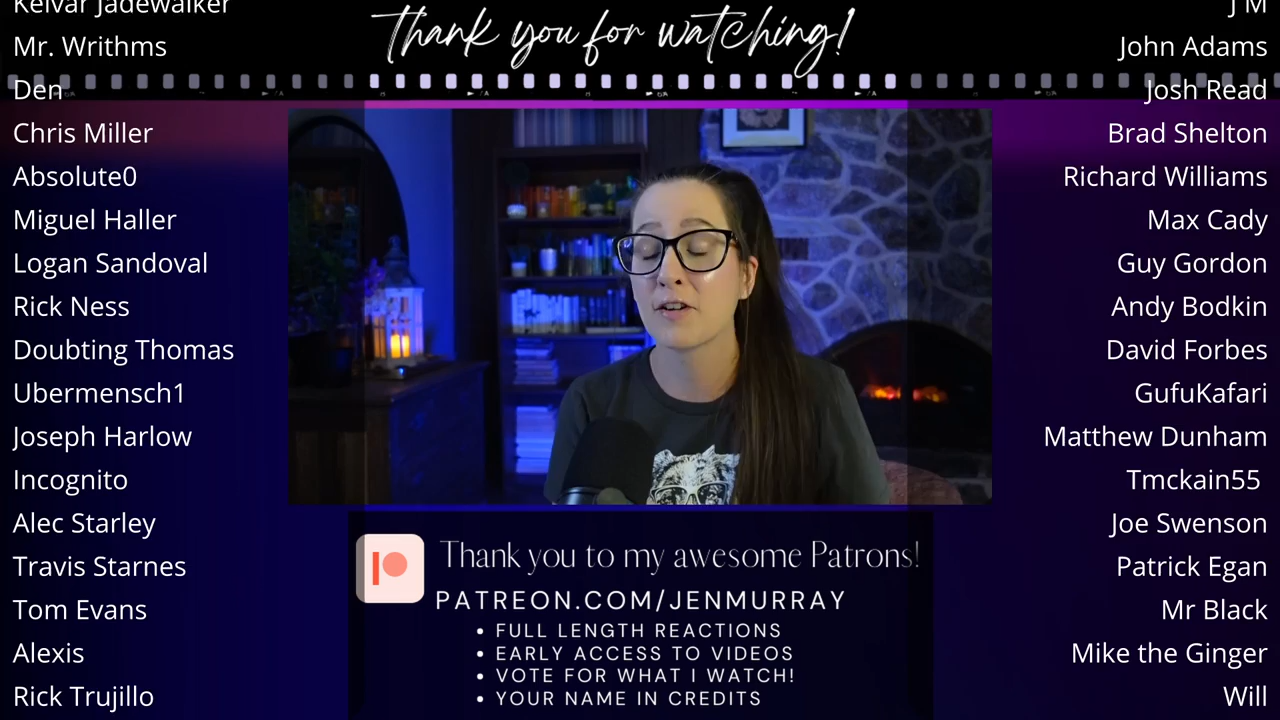 Kelvar Jadewalker
Mr. Writhms
Den
Chris Miller
Absolute0
Miguel Haller
Logan Sandoval
Rick Ness
Doubting Thomas
Ubermensch1
Joseph Harlow
Incognito
Alec Starley
Travis Starnes
Tom Evans
Alexis
Rick Trujillo
Thank you for watching!
Thank you to my awesome Patrons!
PATREON.COM/JENMURRAY
• FULL LENGTH REACTIONS
• EARLY ACCESS TO VIDEOS
• VOTE FOR WHAT I WATCH!
• YOUR NAME IN CREDITS
J M
John Adams
Josh Read
Brad Shelton
Richard Williams
Max Cady
Guy Gordon
Andy Bodkin
David Forbes
GufuKafari
Matthew Dunham
Tmckain55
Joe Swenson
Patrick Egan
Mr Black
Mike the Ginger
Will